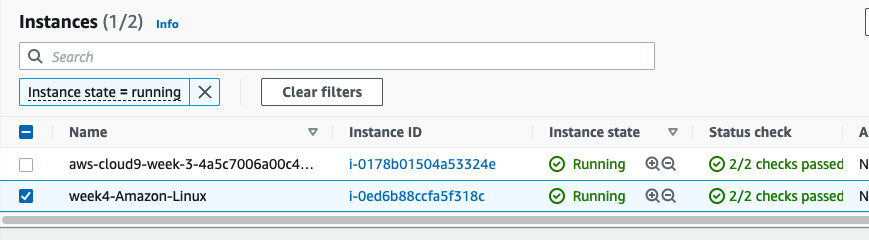 Instances (1/2) Info
Search
Instance state = running
Clear filters
Name Instance ID Instance state Status check A
aws-cloud9-week-3-4a5c7006a00c4... i-0178b01504a53324e Running 2/2 checks passed N
week4-Amazon-Linux i-0ed6b88ccfa5f318c Running 2/2 checks passed N